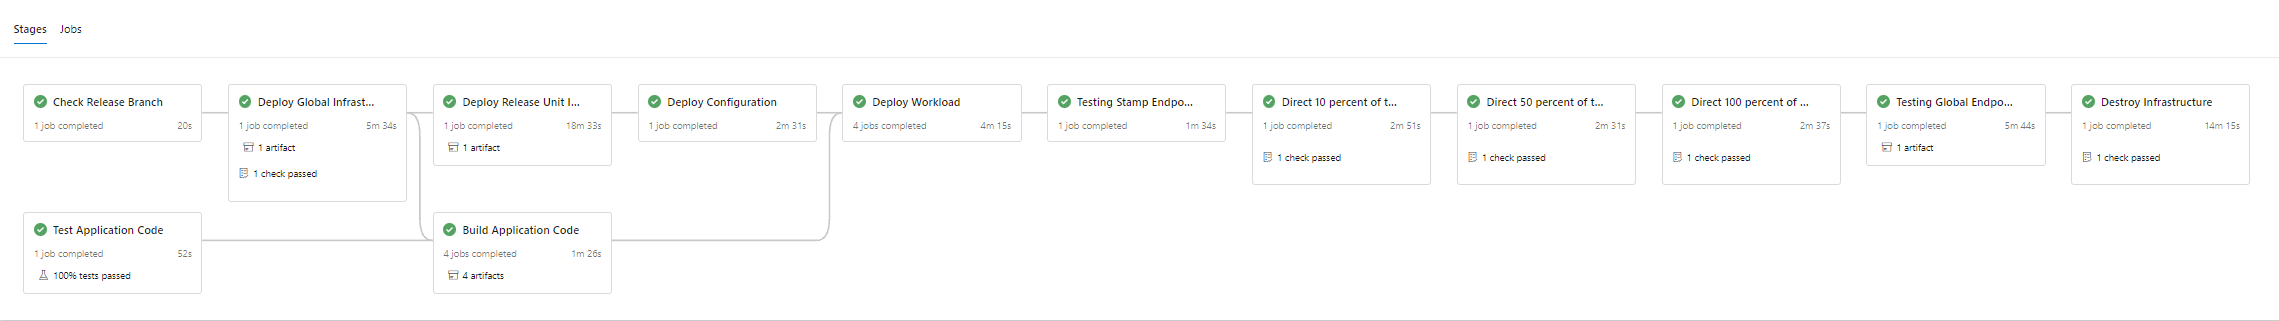 Stages Jobs
Check Release Branch
1 job completed 20s
Deploy Global Infrast...
1 job completed 5m 34s
1 artifact
1 check passed
Deploy Release Unit I...
1 job completed 18m 33s
1 artifact
Deploy Configuration
1 job completed 2m 31s
Deploy Workload
4 jobs completed 4m 15s
Testing Stamp Endpo...
1 job completed 1m 34s
Direct 10 percent of t...
1 job completed 2m 51s
1 check passed
Direct 50 percent of t...
1 job completed 2m 31s
1 check passed
Direct 100 percent of ...
1 job completed 2m 37s
1 check passed
Testing Global Endpo...
1 job completed 5m 44s
1 artifact
Destroy Infrastructure
1 job completed 14m 15s
1 check passed
Test Application Code
1 job completed 52s
100% tests passed
Build Application Code
4 jobs completed 1m 26s
4 artifacts